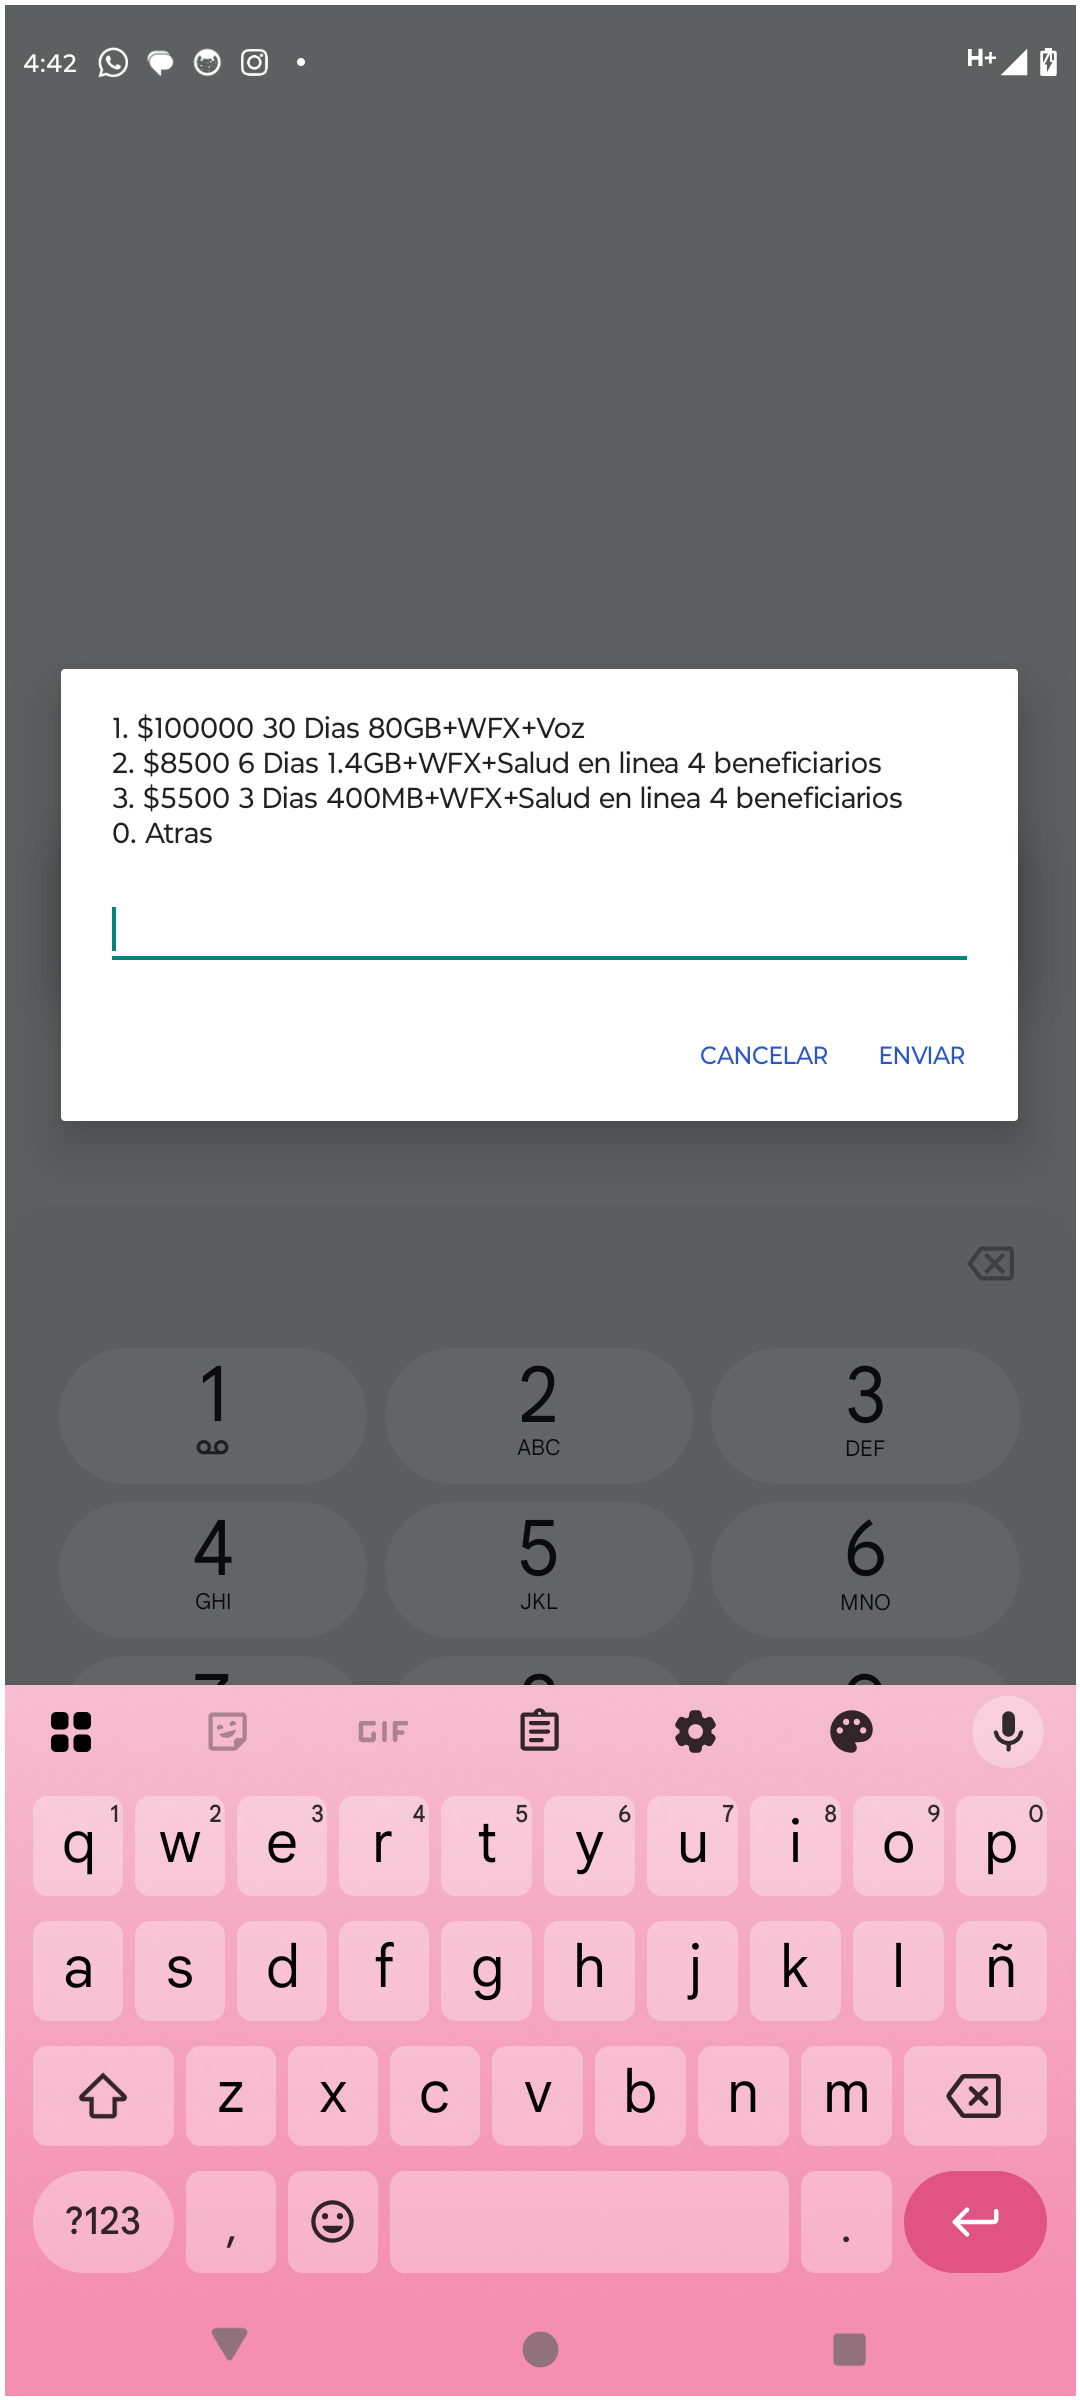 4:42
H+
1. $100000 30 Dias 80GB+WFX+Voz
2. $8500 6 Dias 1.4GB+WFX+Salud en linea 4 beneficiarios
3. $5500 3 Dias 400MB+WFX+Salud en linea 4 beneficiarios
0. Atras
CANCELAR ENVIAR
1 2 3
ABC DEF
4 5 6
GHI JKL MNO
GIF
1 2 3 4 5 6 7 8 9 0
q w e r t y u i o p
a s d f g h j k l ñ
z x c v b n m
?123 , .